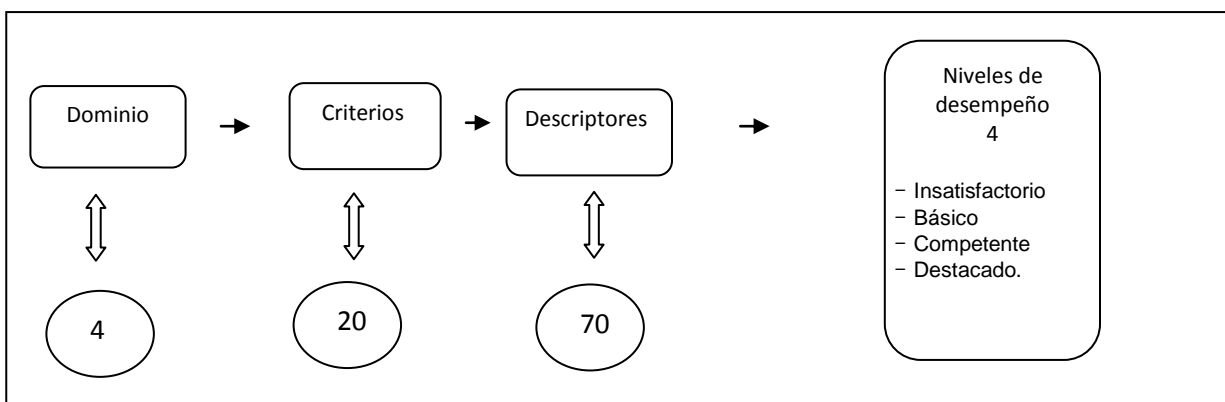 Dominio
Criterios
Descriptores
4
20
70
Niveles de
desempeño
4
- Insatisfactorio
- Básico
- Competente
- Destacado.